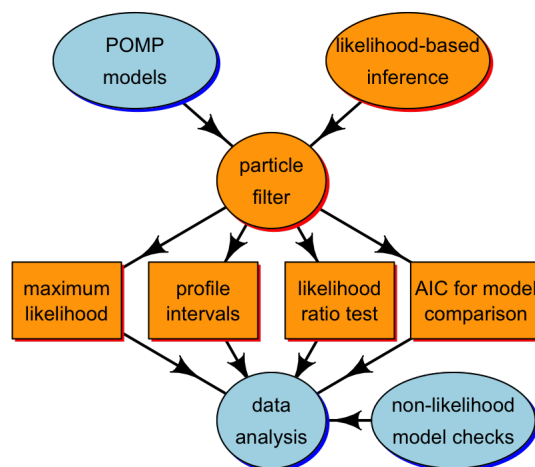 POMP
models
likelihood-based
inference
particle
filter
maximum
likelihood
profile
intervals
likelihood
ratio test
AIC for model
comparison
data
analysis
non-likelihood
model checks